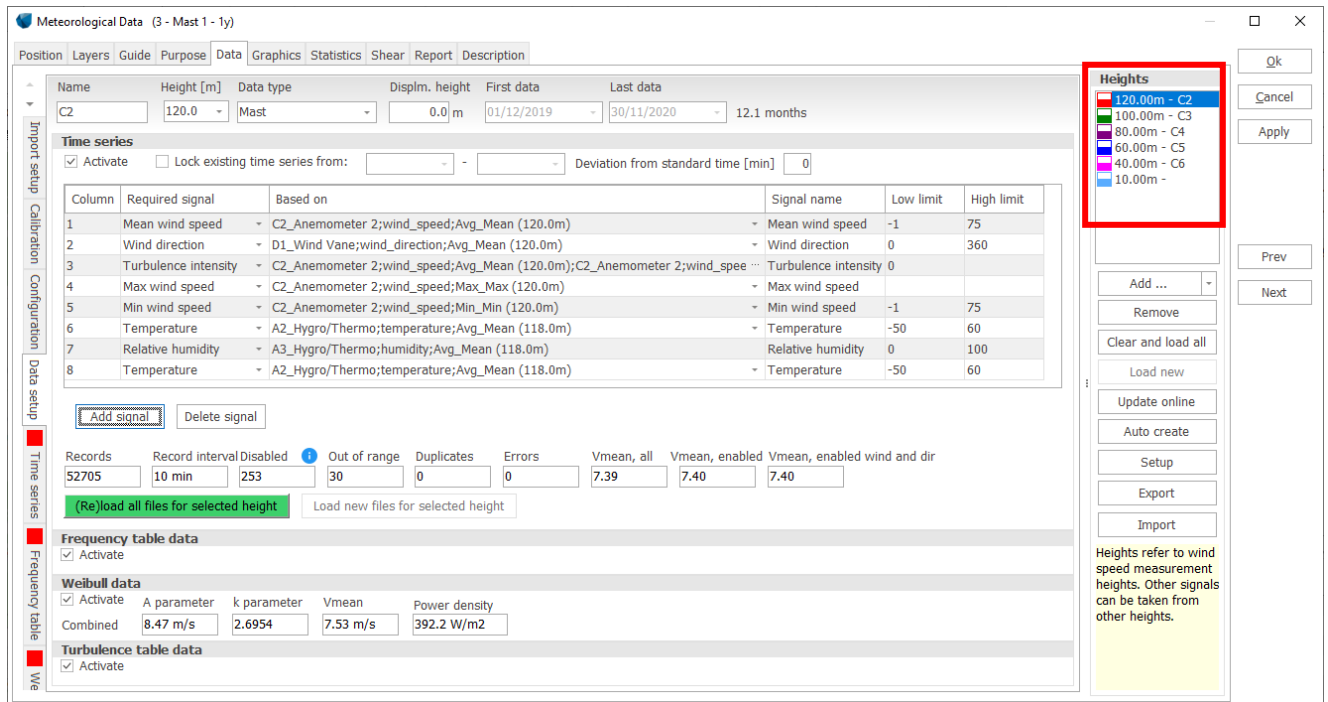 Meteorological Data (3 - Mast 1 - 1y)
Position Layers Guide Purpose Data Graphics Statistics Shear Report Description
Import setup
Calibration
Configuration
Data setup
Time series
Frequency table
We
Name Height [m] Data type Displm. height First data Last data
C2 120.0 Mast 0.0 m 01/12/2019 30/11/2020 12.1 months
Time series
Activate Lock existing time series from: - Deviation from standard time [min] 0
Column Required signal Based on Signal name Low limit High limit
1 Mean wind speed C2_Anemometer 2;wind_speed;Avg_Mean (120.0m) Mean wind speed -1 75
2 Wind direction D1_Wind Vane;wind_direction;Avg_Mean (120.0m) Wind direction 0 360
3 Turbulence intensity C2_Anemometer 2;wind_speed;Avg_Mean (120.0m);C2_Anemometer 2;wind_spee ... Turbulence intensity 0
4 Max wind speed C2_Anemometer 2;wind_speed;Max_Max (120.0m) Max wind speed
5 Min wind speed C2_Anemometer 2;wind_speed;Min_Min (120.0m) Min wind speed -1 75
6 Temperature A2_Hygro/Thermo;temperature;Avg_Mean (118.0m) Temperature -50 60
7 Relative humidity A3_Hygro/Thermo;humidity;Avg_Mean (118.0m) Relative humidity 0 100
8 Temperature A2_Hygro/Thermo;temperature;Avg_Mean (118.0m) Temperature -50 60
Add signal Delete signal
Records Record interval Disabled i Out of range Duplicates Errors Vmean, all Vmean, enabled Vmean, enabled wind and dir
52705 10 min 253 30 0 0 7.39 7.40 7.40
(Re)load all files for selected height Load new files for selected height
Frequency table data
Activate
Weibull data
Activate A parameter k parameter Vmean Power density
Combined 8.47 m/s 2.6954 7.53 m/s 392.2 W/m2
Turbulence table data
Activate
Heights
120.00m - C2
100.00m - C3
80.00m - C4
60.00m - C5
40.00m - C6
10.00m -
Add ...
Remove
Clear and load all
Load new
Update online
Auto create
Setup
Export
Import
Heights refer to wind
speed measurement
heights. Other signals
can be taken from
other heights.
Ok
Cancel
Apply
Prev
Next